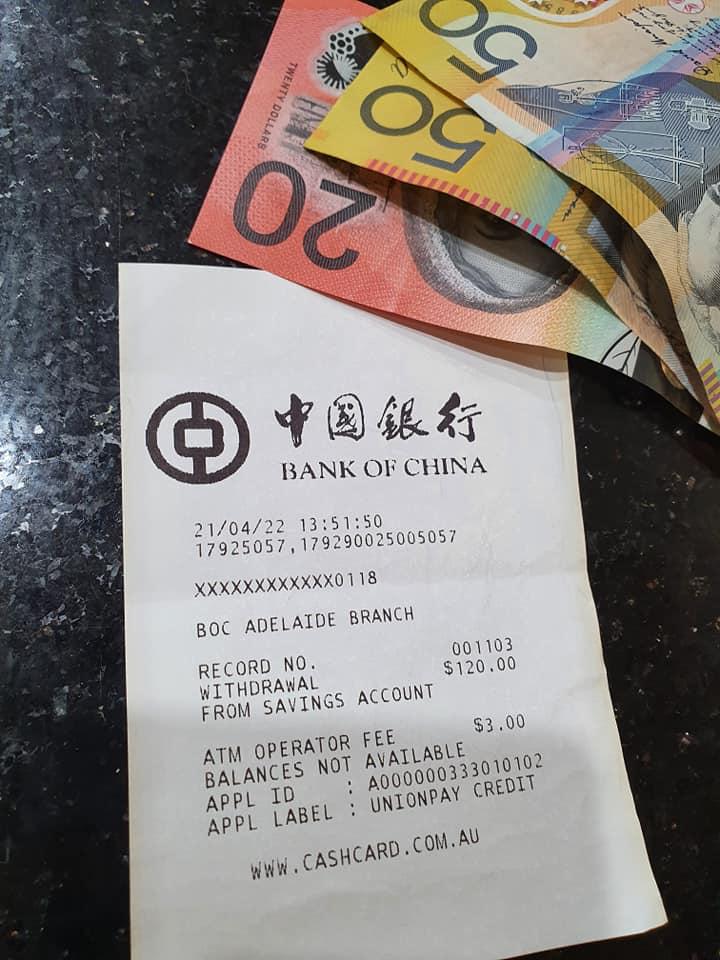 50
50
20
TWENTY DOLLARS
中國銀行
BANK OF CHINA
21/04/22 13:51:50
17925057,179290025005057
XXXXXXXXXXXX0118
BOC ADELAIDE BRANCH
RECORD NO. 001103
WITHDRAWAL $120.00
FROM SAVINGS ACCOUNT
ATM OPERATOR FEE $3.00
BALANCES NOT AVAILABLE
APPL ID : A000000333010102
APPL LABEL : UNIONPAY CREDIT
WWW.CASHCARD.COM.AU